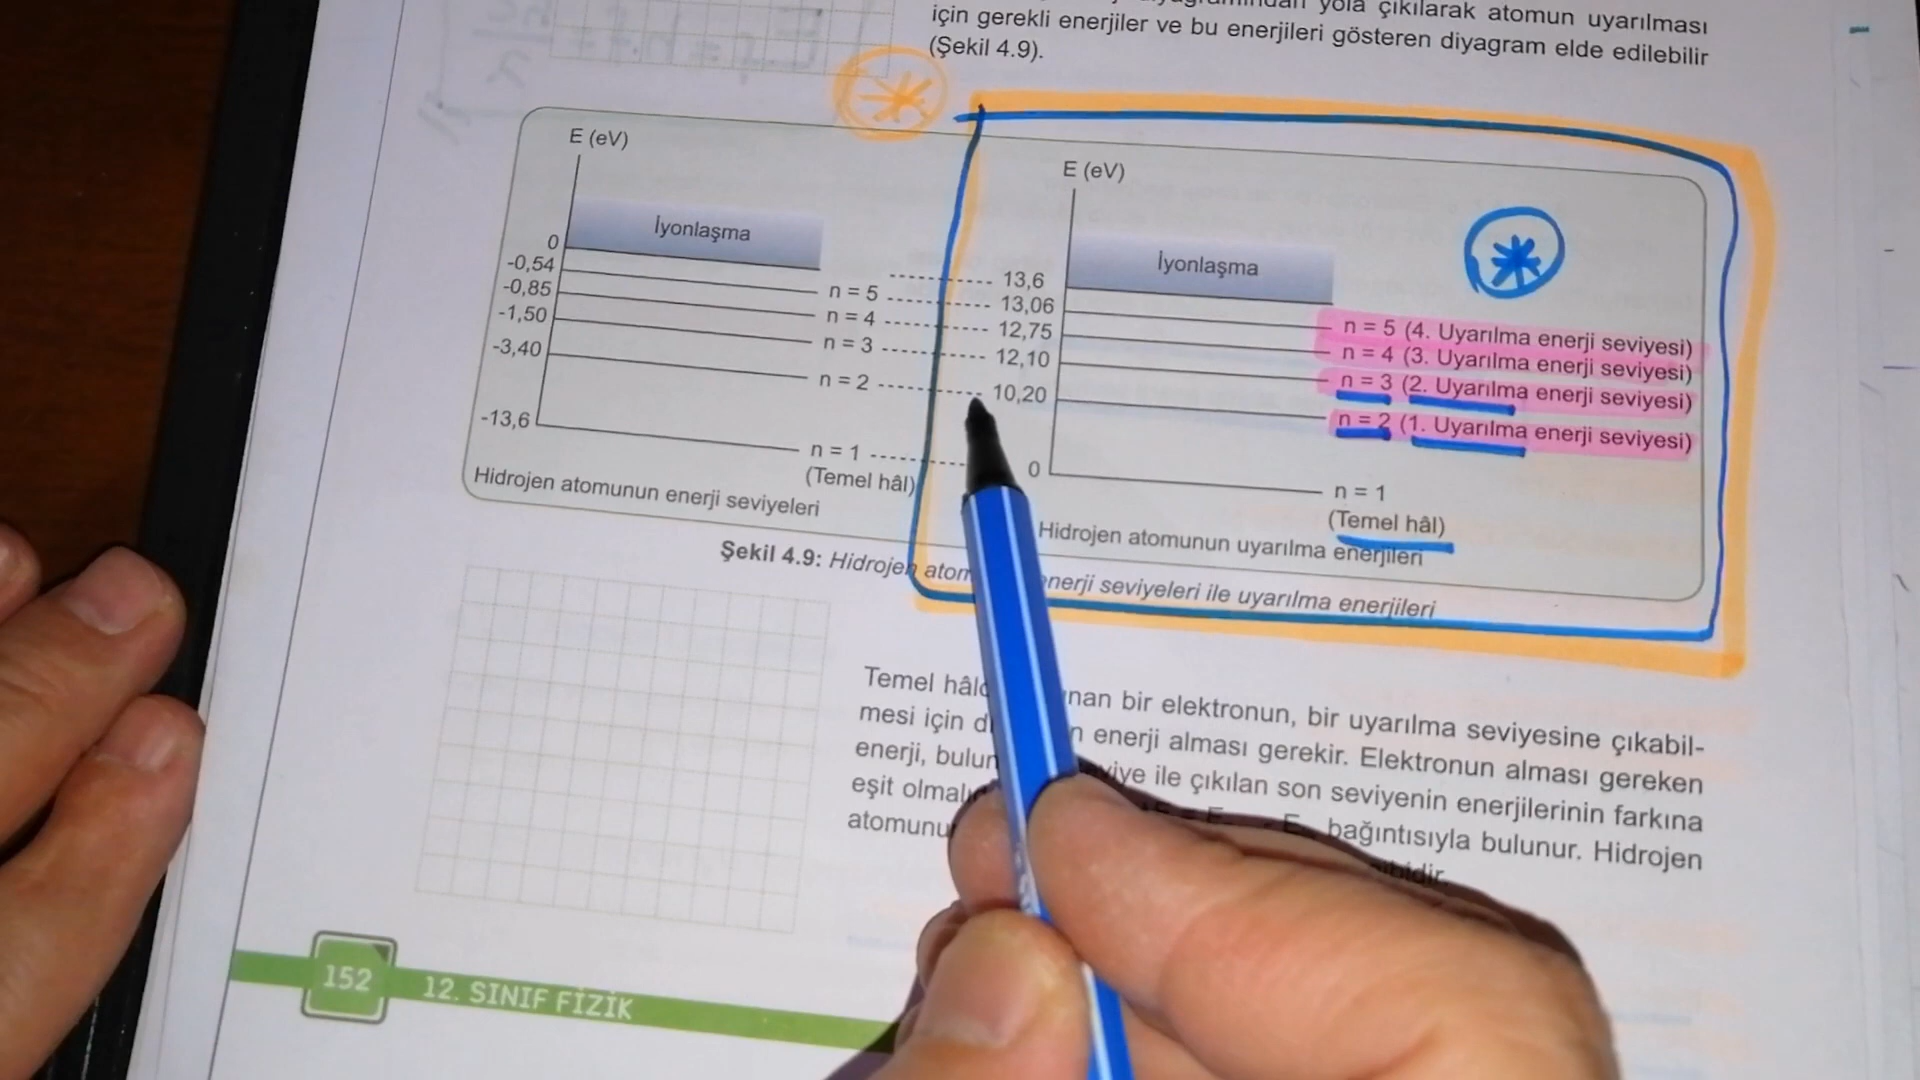 yola çıkılarak atomun uyarılması
için gerekli enerjiler ve bu enerjileri gösteren diyagram elde edilebilir
(Şekil 4.9).
E (eV)
İyonlaşma
0
-0,54
-0,85
-1,50
-3,40
-13,6
n = 5
n = 4
n = 3
n = 2
n = 1
(Temel hâl)
Hidrojen atomunun enerji seviyeleri
E (eV)
İyonlaşma
13,6
13,06
12,75
12,10
10,20
0
n = 5 (4. Uyarılma enerji seviyesi)
n = 4 (3. Uyarılma enerji seviyesi)
n = 3 (2. Uyarılma enerji seviyesi)
n = 2 (1. Uyarılma enerji seviyesi)
n = 1
(Temel hâl)
Hidrojen atomunun uyarılma enerjileri
Şekil 4.9: Hidrojen enerji seviyeleri ile uyarılma enerjileri
Temel bir elektronun, bir uyarılma seviyesine çıkabil-
mesi için enerji alması gerekir. Elektronun alması gereken
enerji, ile çıkılan son seviyenin enerjilerinin farkına
eşit bağıntısıyla bulunur. Hidrojen
152
12. SINIF FİZİK